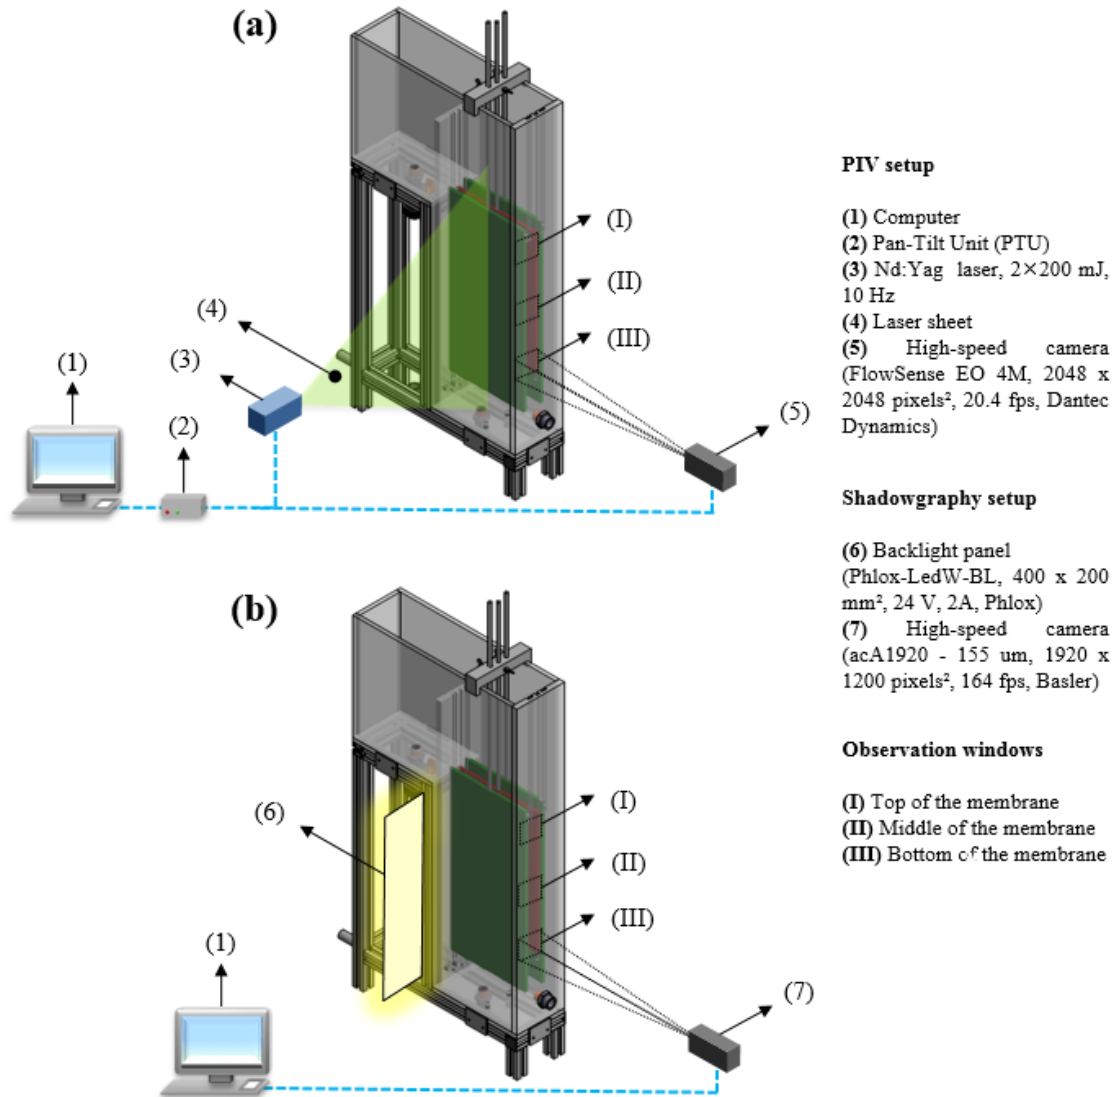 (a)
(I)
(II)
(III)
(4)
(3)
(1)
(2)
(5)
(b)
(I)
(6)
(II)
(III)
(1)
(7)
PIV setup
(1) Computer
(2) Pan-Tilt Unit (PTU)
(3) Nd:Yag laser, 2×200 mJ,
10 Hz
(4) Laser sheet
(5) High-speed camera
(FlowSense EO 4M, 2048 x
2048 pixels², 20.4 fps, Dantec
Dynamics)
Shadowgraphy setup
(6) Backlight panel
(Phlox-LedW-BL, 400 x 200
mm², 24 V, 2A, Phlox)
(7) High-speed camera
(acA1920 - 155 um, 1920 x
1200 pixels², 164 fps, Basler)
Observation windows
(I) Top of the membrane
(II) Middle of the membrane
(III) Bottom of the membrane